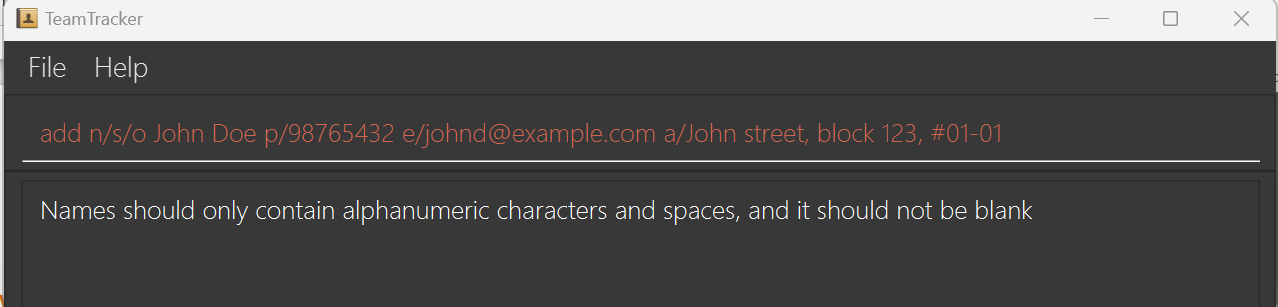 TeamTracker
File Help
add n/s/o John Doe p/98765432 e/johnd@example.com a/John street, block 123, #01-01
Names should only contain alphanumeric characters and spaces, and it should not be blank